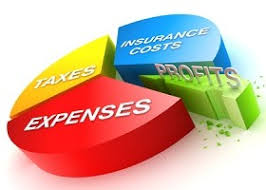 INSURANCE
COSTS
TAXES
PROFITS
EXPENSES